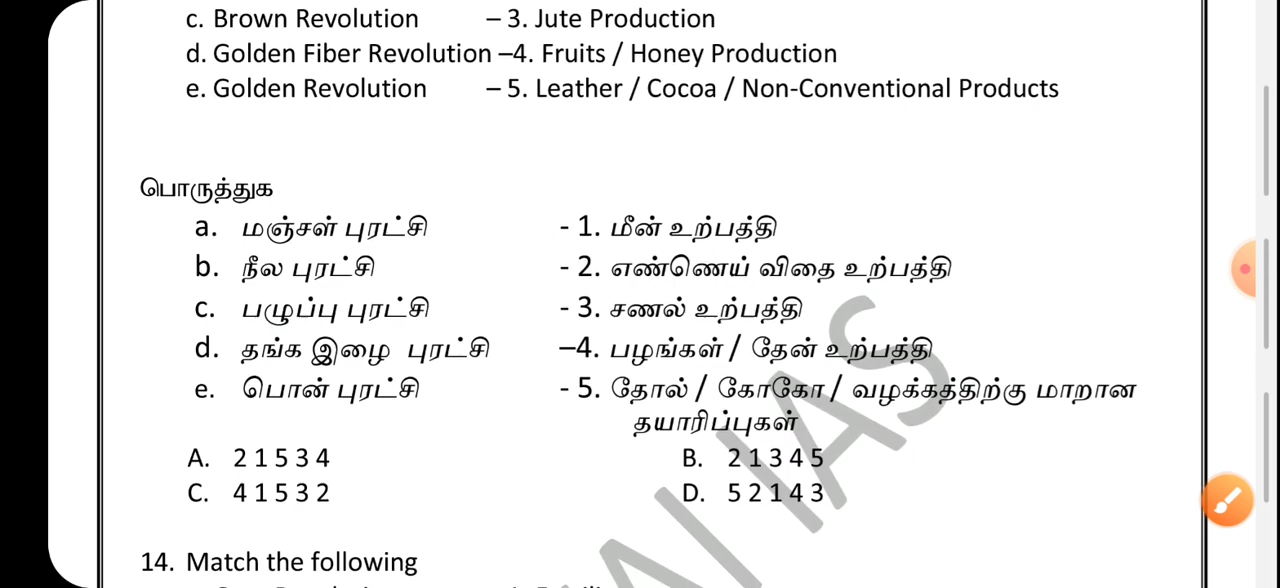 c. Brown Revolution – 3. Jute Production
d. Golden Fiber Revolution –4. Fruits / Honey Production
e. Golden Revolution – 5. Leather / Cocoa / Non-Conventional Products
பொருத்துக
a. மஞ்சள் புரட்சி - 1. மீன் உற்பத்தி
b. நீல புரட்சி - 2. எண்ணெய் விதை உற்பத்தி
c. பழுப்பு புரட்சி - 3. சணல் உற்பத்தி
d. தங்க இழை புரட்சி –4. பழங்கள் / தேன் உற்பத்தி
e. பொன் புரட்சி - 5. தோல் / கோகோ / வழக்கத்திற்கு மாறான
தயாரிப்புகள்
A. 2 1 5 3 4 B. 2 1 3 4 5
C. 4 1 5 3 2 D. 5 2 1 4 3
14. Match the following
IAS